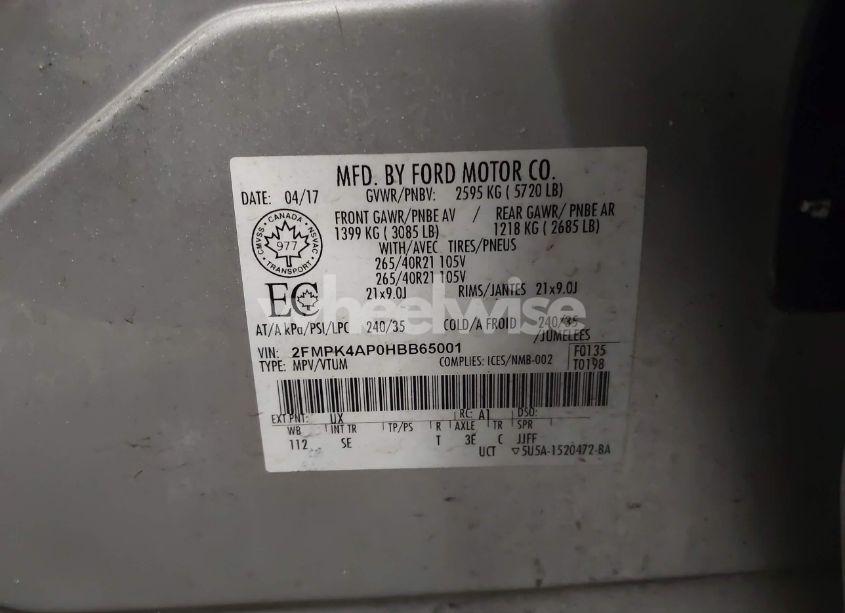 MFD. BY FORD MOTOR CO.
DATE: 04/17 GVWR/PNBV: 2595 KG ( 5720 LB)
FRONT GAWR/PNBE AV / REAR GAWR/ PNBE AR
1399 KG ( 3085 LB) 1218 KG ( 2685 LB)
WITH/AVEC TIRES/PNEUS
265/40R21 105V
265/40R21 105V
21x9.0J RIMS/JANTES 21x9.0J
CMVSS • CANADA • NSVAC
977
TRANSPORT
EC
wheelwise
AT/A kPa/PSI/LPC 240/35 COLD/A FROID 240/35
/JUMELEES
VIN: 2FMPK4AP0HBB65001 F0135
TYPE: MPV/VTUM COMPLIES: ICES/NMB-002 T0198
EXT PNT: UX RC: A1 DSO:
WB INT TR TP/PS R AXLE TR SPR
112 SE T 3E C JJFF
UCT ▽5U5A-1520472-BA